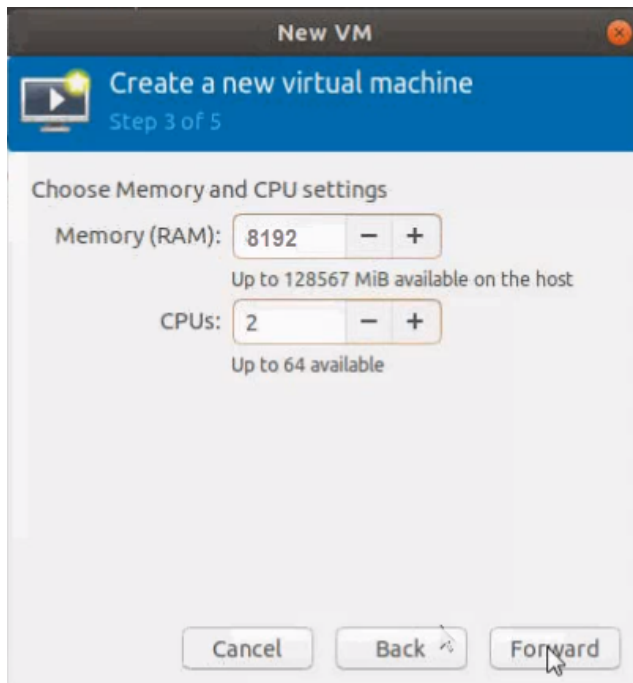 New VM
Create a new virtual machine
Step 3 of 5
Choose Memory and CPU settings
Memory (RAM): 8192 − +
Up to 128567 MiB available on the host
CPUs: 2 − +
Up to 64 available
Cancel Back Forward